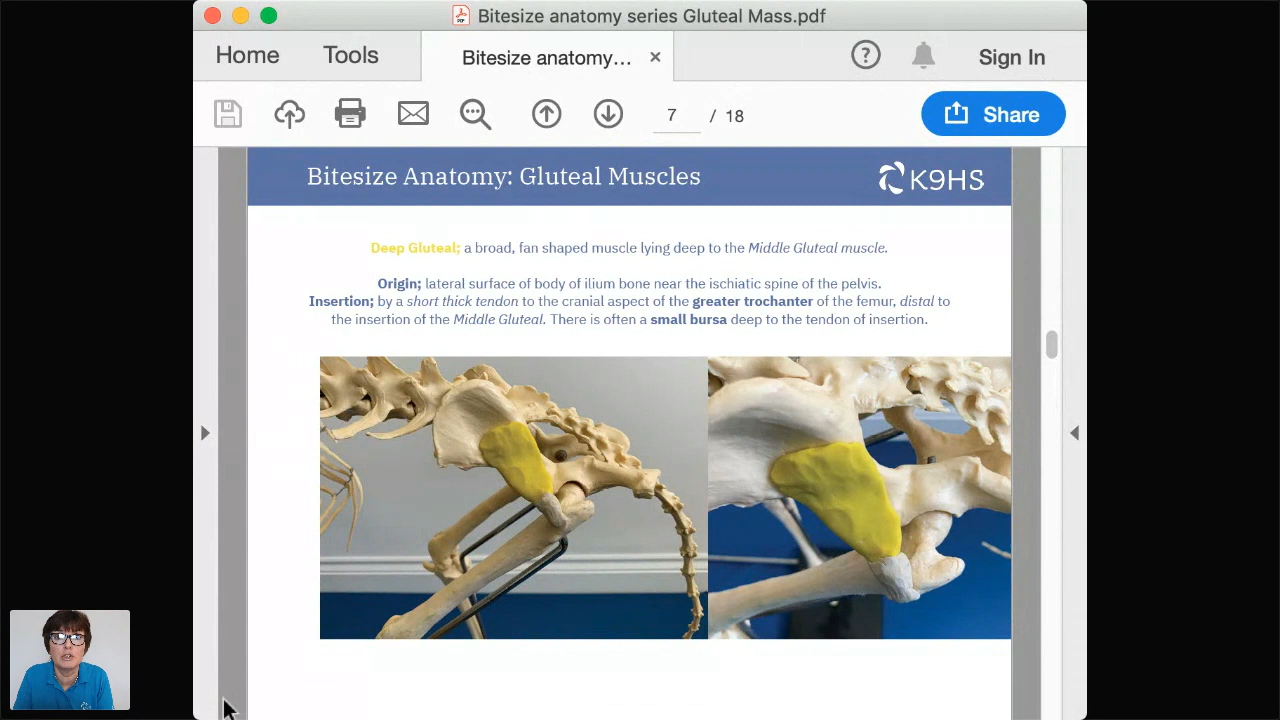 Bitesize anatomy series Gluteal Mass.pdf
Home Tools Bitesize anatomy... × ? Sign In
7 / 18 Share
Bitesize Anatomy: Gluteal Muscles K9HS
Deep Gluteal; a broad, fan shaped muscle lying deep to the Middle Gluteal muscle.
Origin; lateral surface of body of ilium bone near the ischiatic spine of the pelvis.
Insertion; by a short thick tendon to the cranial aspect of the greater trochanter of the femur, distal to
the insertion of the Middle Gluteal. There is often a small bursa deep to the tendon of insertion.